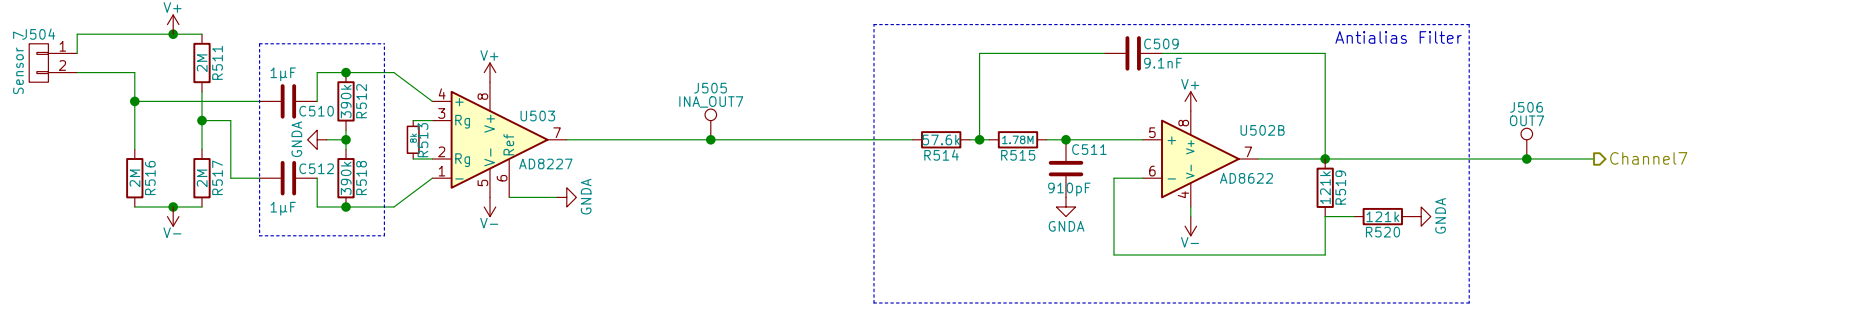 V+
J504
Sensor 7
1
2
2M
R511
2M
R516
2M
R517
V-
1µF
C510
GNDA
C512
1µF
390k
R512
390k
R518
8k
R513
V+
8
4
+
3
Rg
2
Rg
1
-
V+
V-
Ref
5
6
7
U503
AD8227
V-
GNDA
J505
INA_OUT7
Antialias Filter
C509
9.1nF
57.6k
R514
1.78M
R515
C511
910pF
GNDA
V+
8
5
+
6
-
V+
V-
4
7
U502B
AD8622
V-
121k
R519
121k
R520
GNDA
J506
OUT7
Channel7